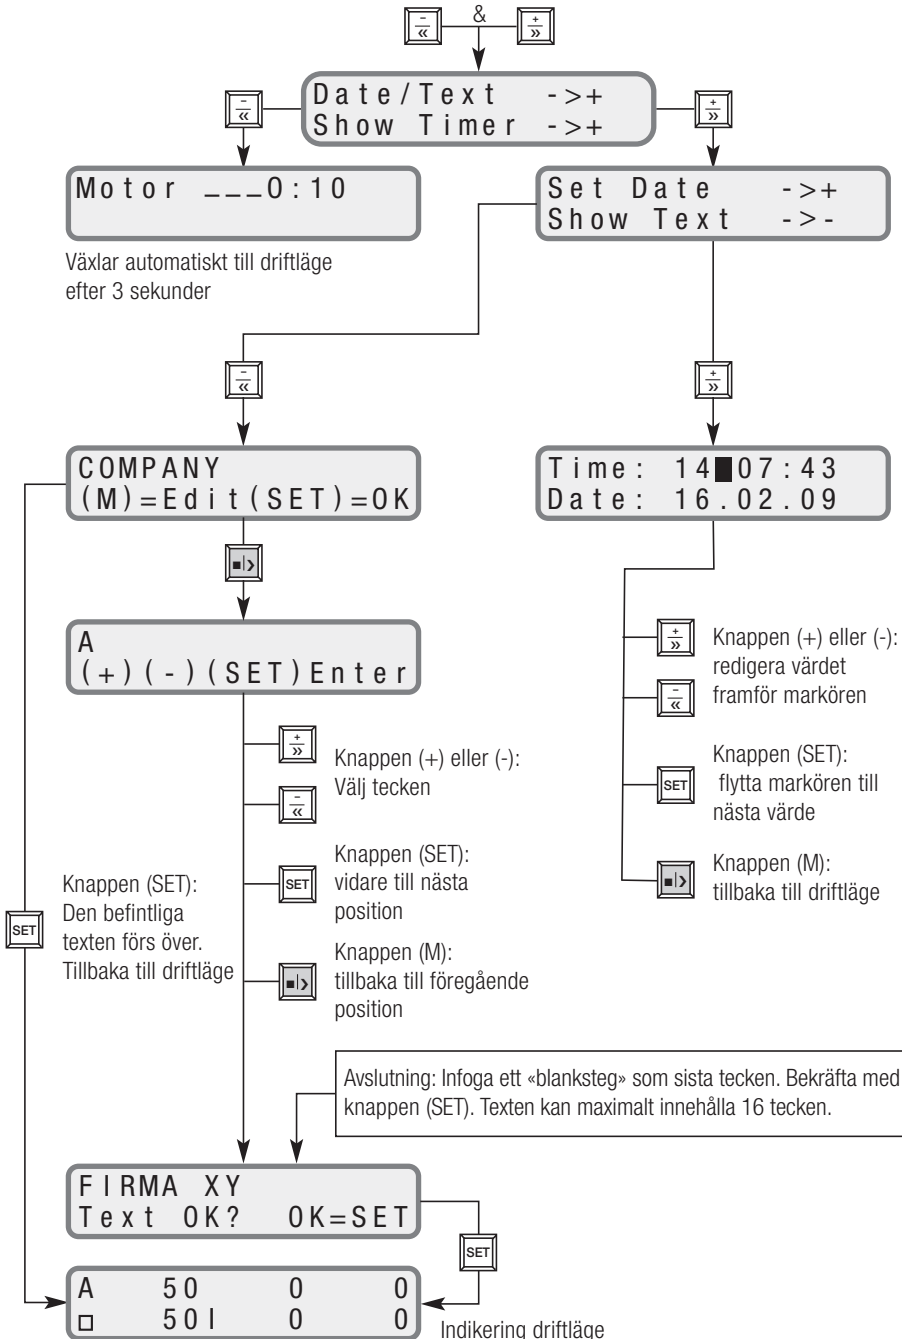 − « & + »
Date/Text ->+
Show Timer ->+
− «
+ »
Motor ___0:10
Set Date ->+
Show Text ->-
Växlar automatiskt till driftläge
efter 3 sekunder
− «
+ »
COMPANY
(M)=Edit(SET)=OK
Time: 14■07:43
Date: 16.02.09
A
(+)(-)(SET)Enter
+ »
− «
Knappen (+) eller (-):
Välj tecken
SET
Knappen (SET):
vidare till nästa
position
Knappen (M):
tillbaka till föregående
position
+ »
− «
Knappen (+) eller (-):
redigera värdet
framför markören
SET
Knappen (SET):
flytta markören till
nästa värde
Knappen (M):
tillbaka till driftläge
SET
Knappen (SET):
Den befintliga
texten förs över.
Tillbaka till driftläge
Avslutning: Infoga ett «blanksteg» som sista tecken. Bekräfta med
knappen (SET). Texten kan maximalt innehålla 16 tecken.
FIRMA XY
Text OK? OK=SET
SET
A 50 0 0
□ 50I 0 0
Indikering driftläge